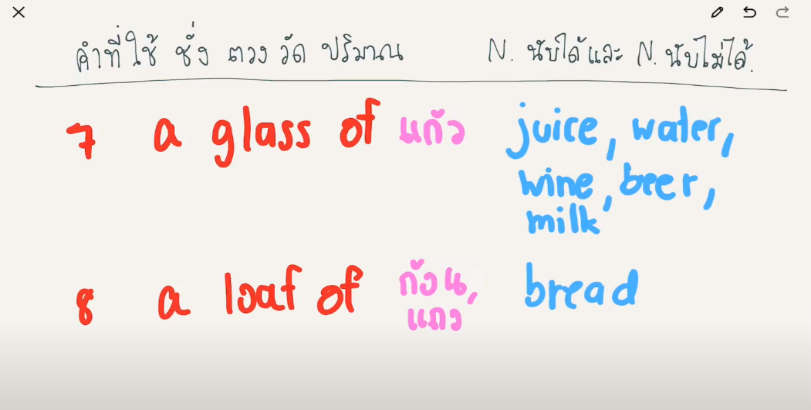 คำที่ใช้ ชั่ง ตวง วัด ปริมาณ N. นับได้และ N. นับไม่ได้.
7 a glass of แก้ว juice, water,
wine, beer,
milk
8 a loaf of ก้อน, bread
แถว